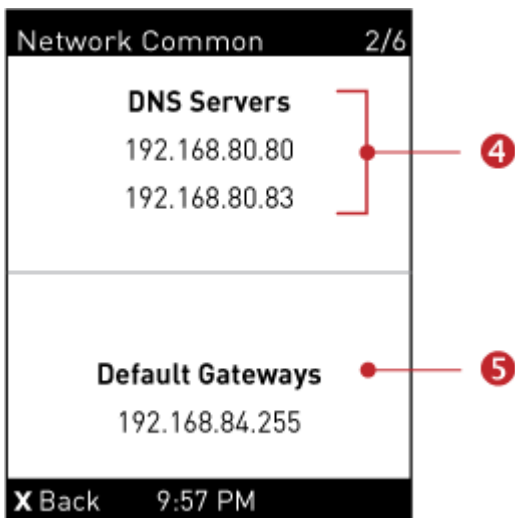 Network Common 2/6
DNS Servers
192.168.80.80
192.168.80.83
4
Default Gateways
5
192.168.84.255
X Back 9:57 PM